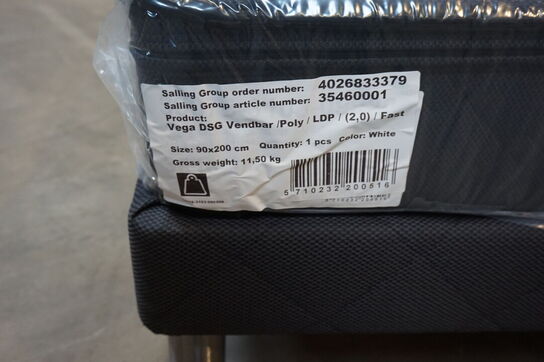 Salling Group order number: 4026833379
Salling Group article number: 35460001
Product:
Vega DSG Vendbar /Poly / LDP / (2,0) / Fast
Size: 90x200 cm Quantity: 1 pcs Color: White
Gross weight: 11,50 kg
5 710232 200516